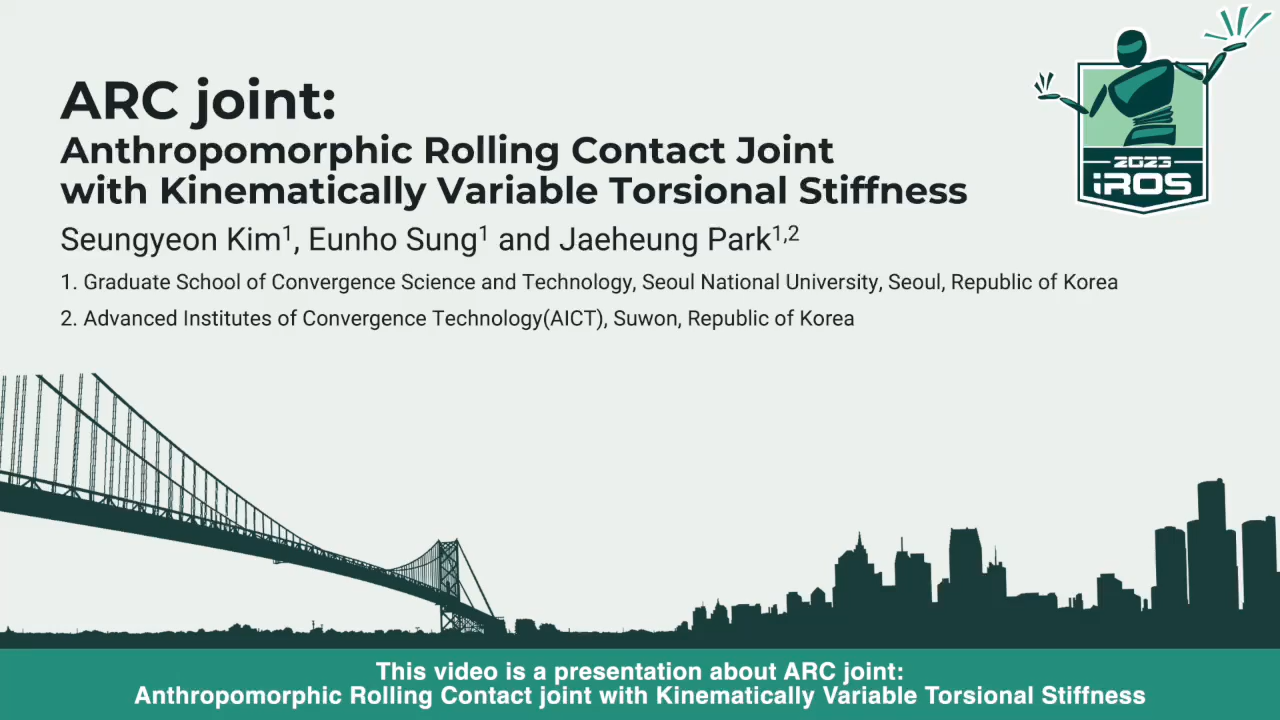 ARC joint:
Anthropomorphic Rolling Contact Joint
with Kinematically Variable Torsional Stiffness
Seungyeon Kim¹, Eunho Sung¹ and Jaeheung Park¹,²
1. Graduate School of Convergence Science and Technology, Seoul National University, Seoul, Republic of Korea
2. Advanced Institutes of Convergence Technology(AICT), Suwon, Republic of Korea
2023
iROS
This video is a presentation about ARC joint:
Anthropomorphic Rolling Contact joint with Kinematically Variable Torsional Stiffness